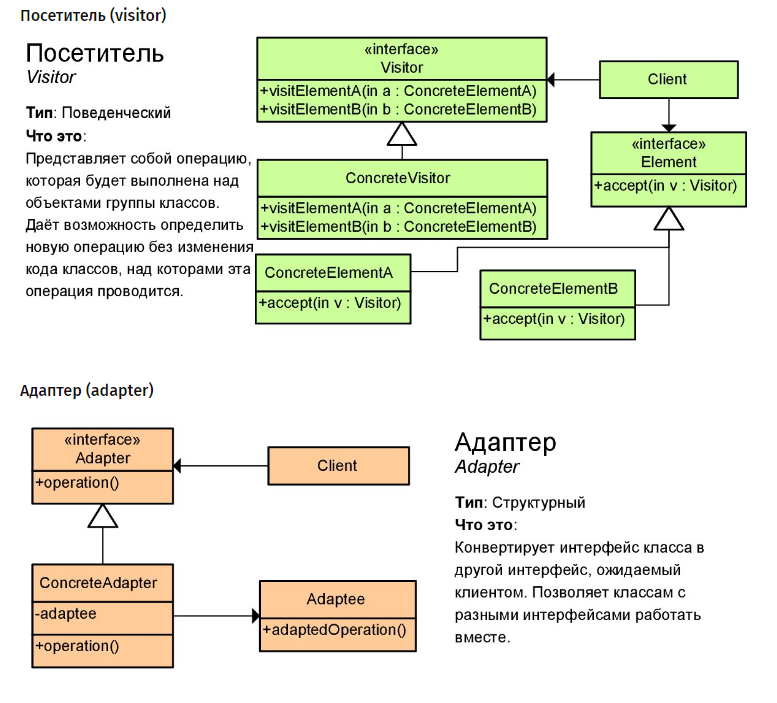 Посетитель (visitor)
Посетитель
Visitor
Тип: Поведенческий
Что это:
Представляет собой операцию,
которая будет выполнена над
объектами группы классов.
Даёт возможность определить
новую операцию без изменения
кода классов, над которыми эта
операция проводится.
«interface»
Visitor
+visitElementA(in a : ConcreteElementA)
+visitElementB(in b : ConcreteElementB)
Client
«interface»
Element
+accept(in v : Visitor)
ConcreteVisitor
+visitElementA(in a : ConcreteElementA)
+visitElementB(in b : ConcreteElementB)
ConcreteElementA
+accept(in v : Visitor)
ConcreteElementB
+accept(in v : Visitor)
Адаптер (adapter)
«interface»
Adapter
+operation()
Client
ConcreteAdapter
-adaptee
+operation()
Adaptee
+adaptedOperation()
Адаптер
Adapter
Тип: Структурный
Что это:
Конвертирует интерфейс класса в
другой интерфейс, ожидаемый
клиентом. Позволяет классам с
разными интерфейсами работать
вместе.